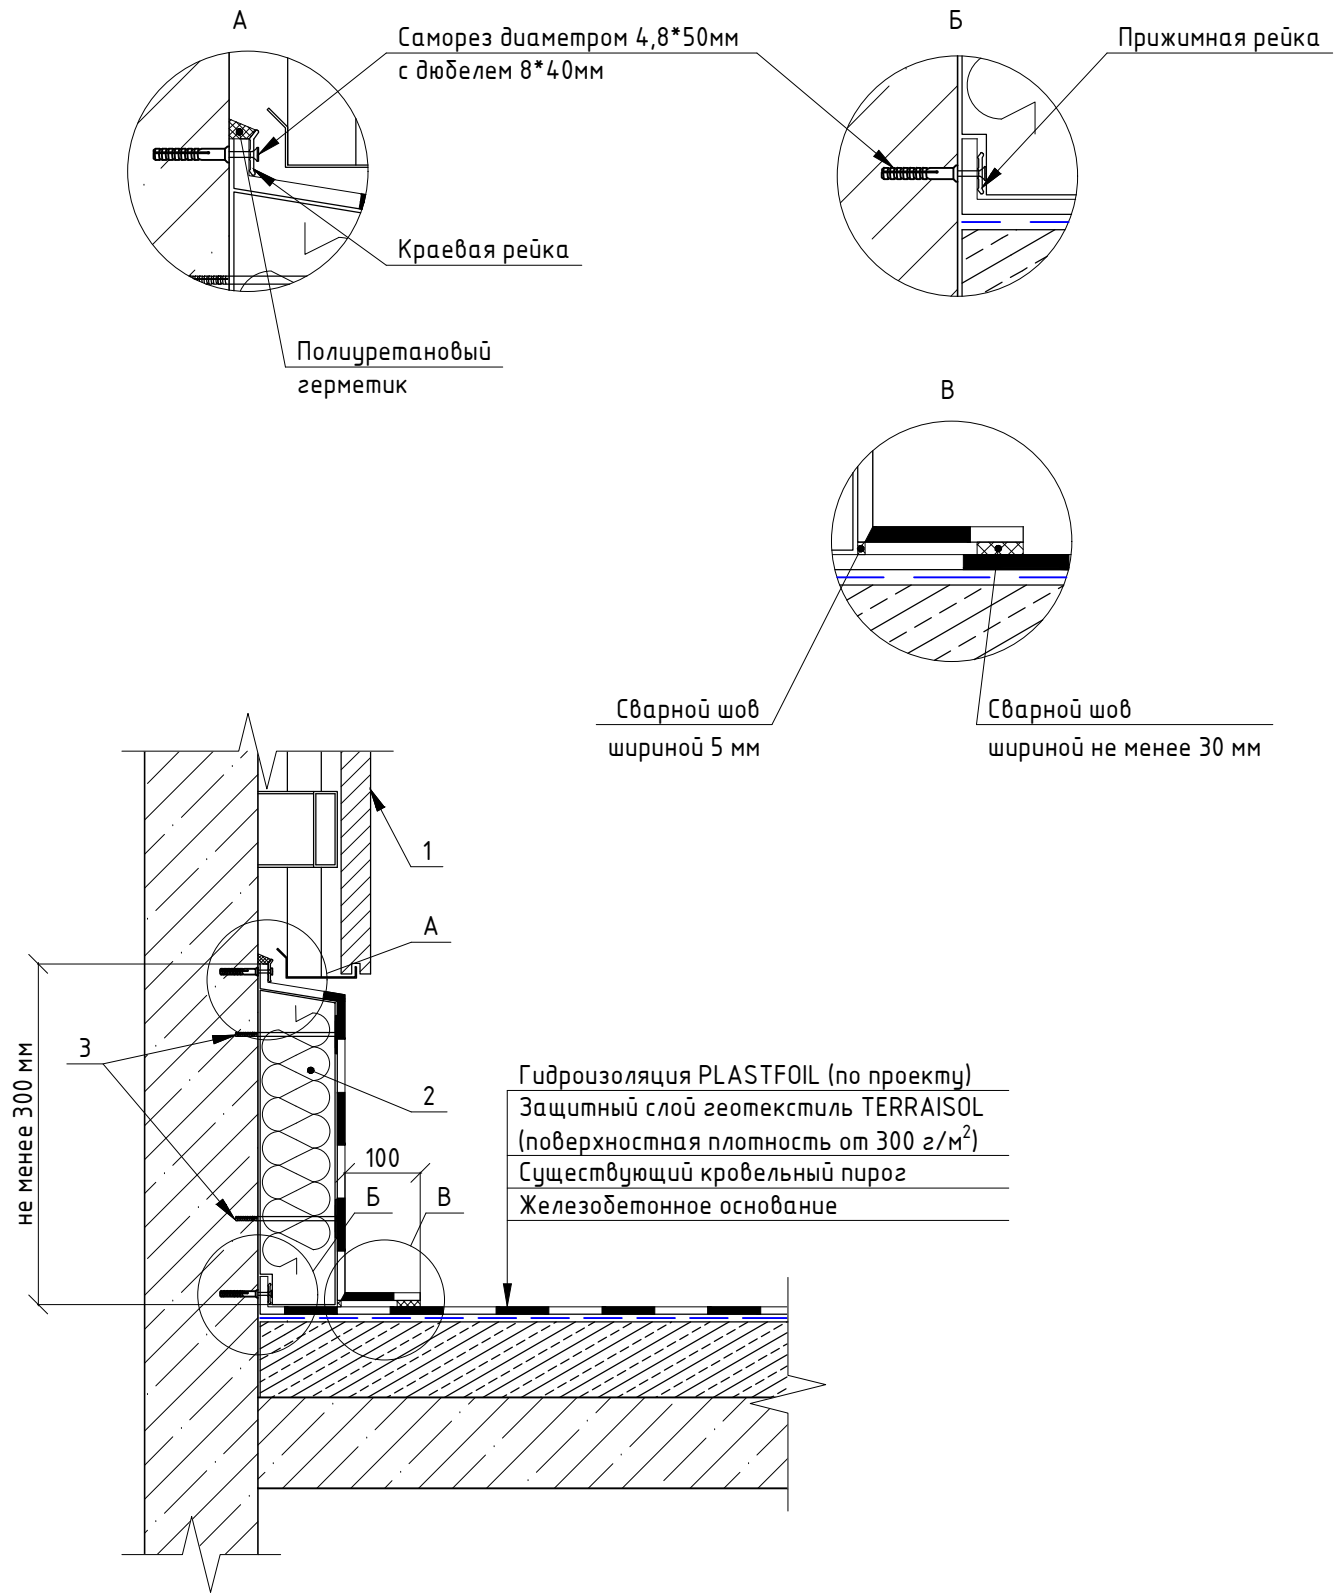 А
Саморез диаметром 4,8*50мм
с дюбелем 8*40мм
Б
Прижимная рейка
Краевая рейка
Полиуретановый
герметик
В
Сварной шов
шириной 5 мм
Сварной шов
шириной не менее 30 мм
1
А
3
2
не менее 300 мм
100
Б
В
Гидроизоляция PLASTFOIL (по проекту)
Защитный слой геотекстиль TERRAISOL
(поверхностная плотность от 300 г/м²)
Существующий кровельный пирог
Железобетонное основание